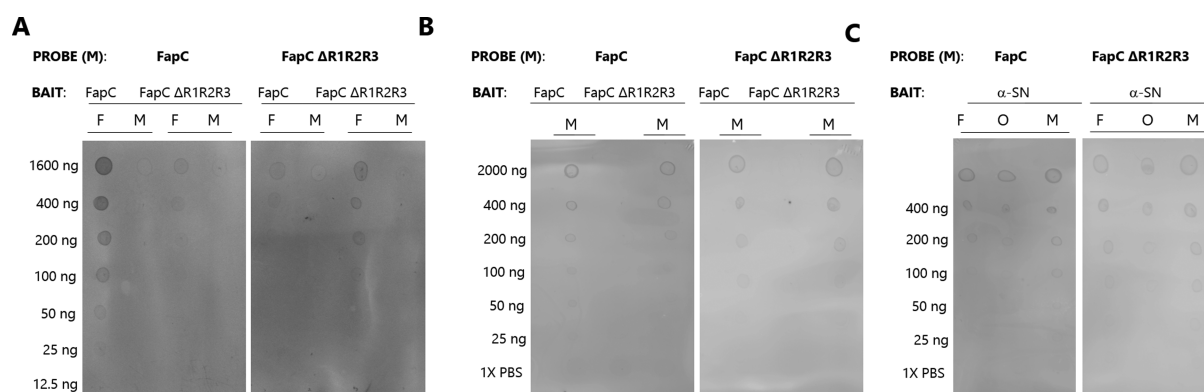 A
PROBE (M): FapC FapC ΔR1R2R3
BAIT: FapC FapC ΔR1R2R3 FapC FapC ΔR1R2R3
F M F M F M F M
1600 ng
400 ng
200 ng
100 ng
50 ng
25 ng
12.5 ng
B
PROBE (M): FapC FapC ΔR1R2R3
BAIT: FapC FapC ΔR1R2R3 FapC FapC ΔR1R2R3
M M M M
2000 ng
400 ng
200 ng
100 ng
50 ng
25 ng
1X PBS
C
PROBE (M): FapC FapC ΔR1R2R3
BAIT: α-SN α-SN
F O M F O M
400 ng
200 ng
100 ng
50 ng
25 ng
1X PBS